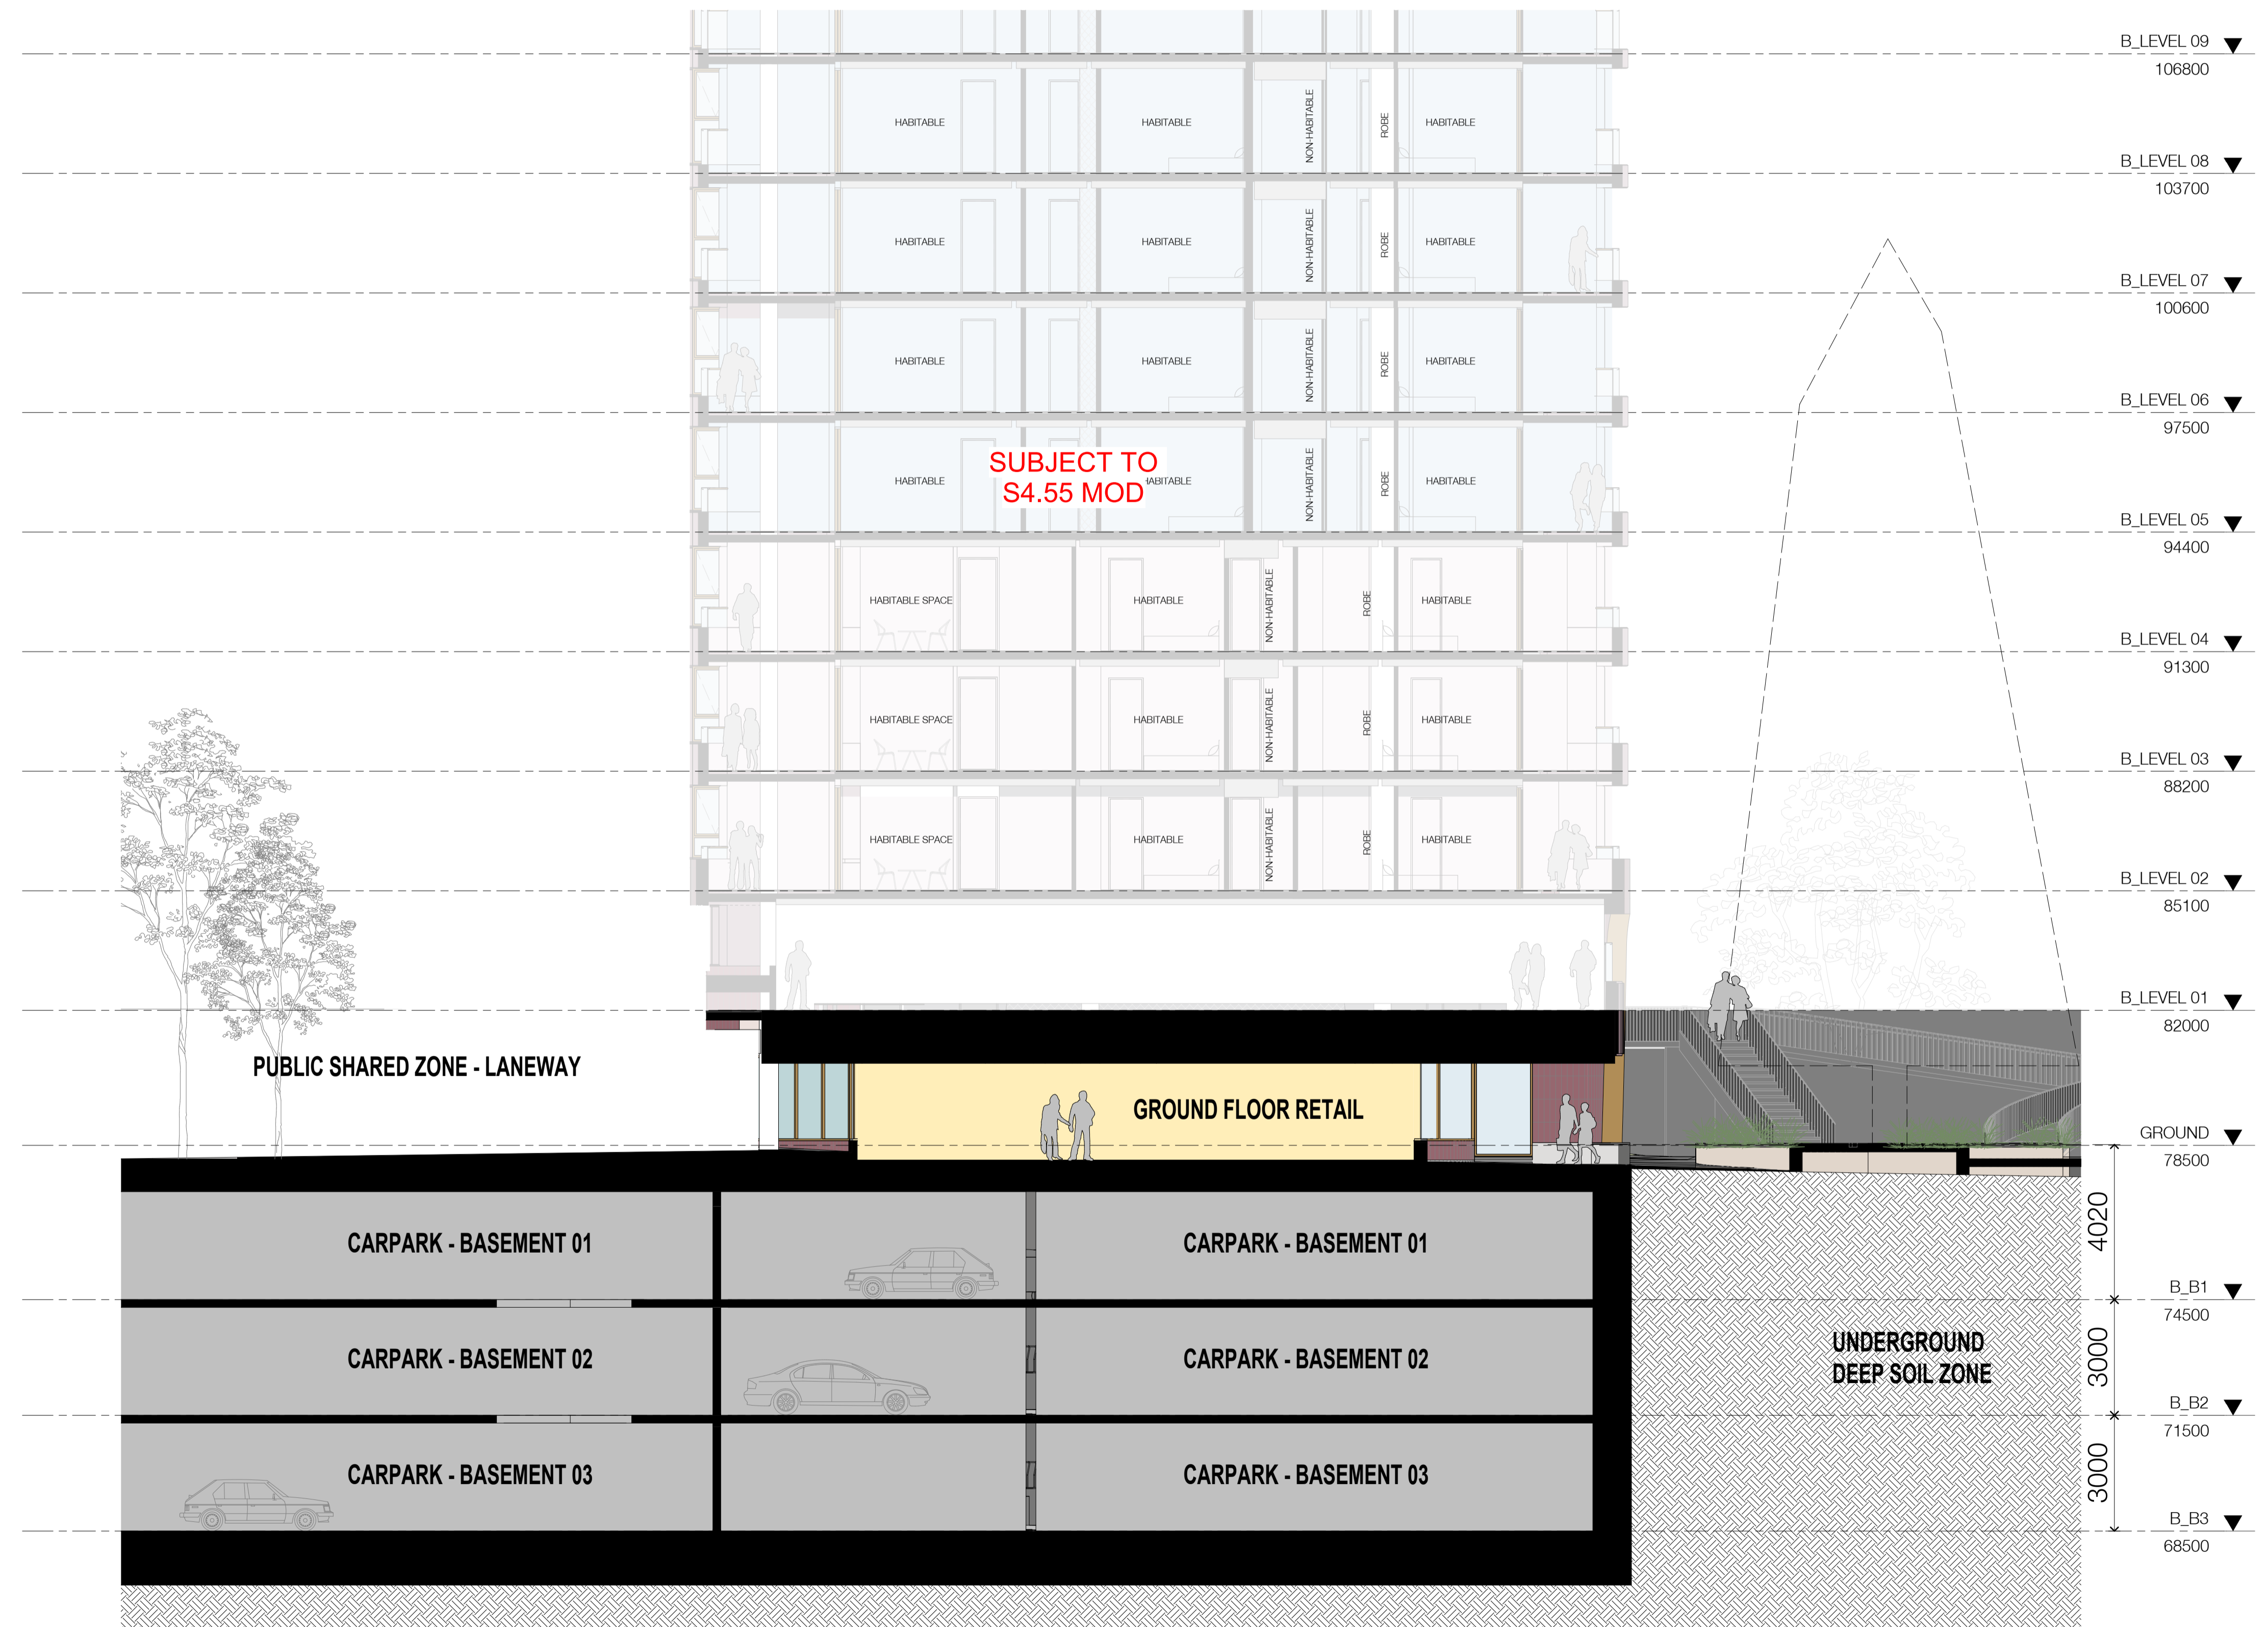 B_LEVEL 09
106800
HABITABLE
HABITABLE
NON-HABITABLE
ROBE
HABITABLE
B_LEVEL 08
103700
HABITABLE
HABITABLE
NON-HABITABLE
ROBE
HABITABLE
B_LEVEL 07
100600
HABITABLE
HABITABLE
NON-HABITABLE
ROBE
HABITABLE
B_LEVEL 06
97500
SUBJECT TO
S4.55 MOD
HABITABLE
HABITABLE
NON-HABITABLE
ROBE
HABITABLE
B_LEVEL 05
94400
HABITABLE SPACE
HABITABLE
NON-HABITABLE
ROBE
HABITABLE
B_LEVEL 04
91300
HABITABLE SPACE
HABITABLE
NON-HABITABLE
ROBE
HABITABLE
B_LEVEL 03
88200
HABITABLE SPACE
HABITABLE
NON-HABITABLE
ROBE
HABITABLE
B_LEVEL 02
85100
B_LEVEL 01
82000
PUBLIC SHARED ZONE - LANEWAY
GROUND FLOOR RETAIL
GROUND
78500
4020
CARPARK - BASEMENT 01
CARPARK - BASEMENT 01
B_B1
74500
CARPARK - BASEMENT 02
CARPARK - BASEMENT 02
UNDERGROUND
DEEP SOIL ZONE
3000
B_B2
71500
CARPARK - BASEMENT 03
CARPARK - BASEMENT 03
3000
B_B3
68500